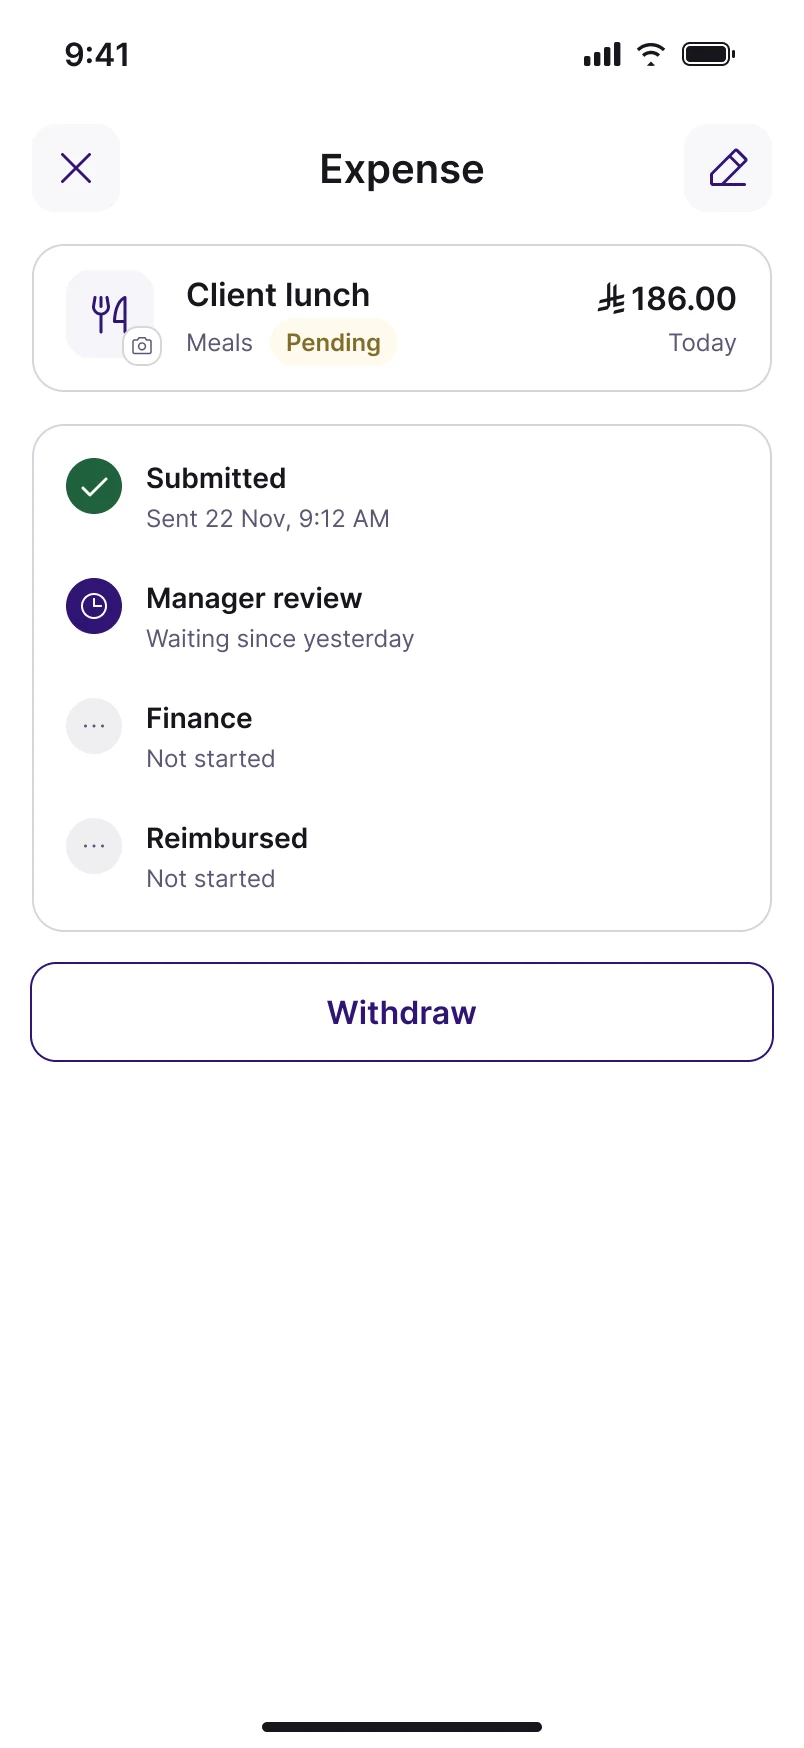 9:41
Expense
Client lunch
⃁ 186.00
Meals
Pending
Today
Submitted
Sent 22 Nov, 9:12 AM
Manager review
Waiting since yesterday
Finance
Not started
Reimbursed
Not started
Withdraw